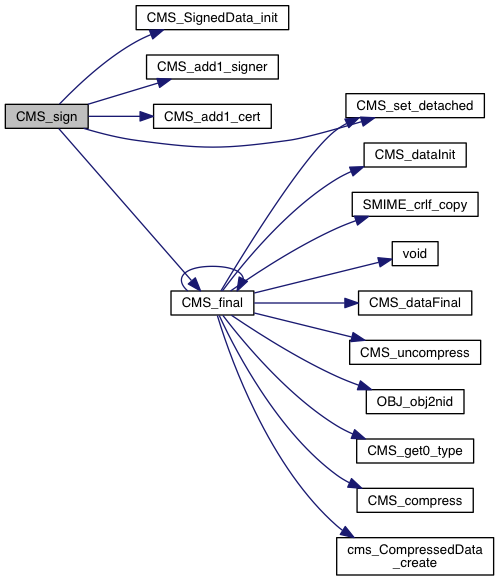 CMS_SignedData_init
CMS_add1_signer
CMS_add1_cert
CMS_sign
CMS_set_detached
CMS_dataInit
SMIME_crlf_copy
void
CMS_final
CMS_dataFinal
CMS_uncompress
OBJ_obj2nid
CMS_get0_type
CMS_compress
cms_CompressedData
_create